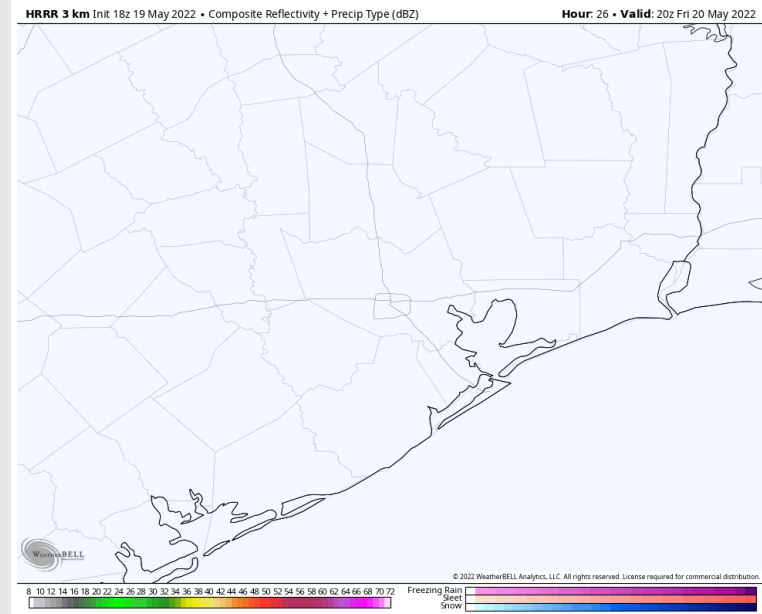 HRRR 3 km Init 18z 19 May 2022 • Composite Reflectivity + Precip Type (dBZ) Hour: 26 • Valid: 20z Fri 20 May 2022
WEATHERBELL
© 2022 WeatherBELL Analytics, LLC. All rights reserved. License required for commercial distribution.
8 10 12 14 16 18 20 22 24 26 28 30 32 34 36 38 40 42 44 46 48 50 52 54 56 58 60 62 64 66 68 70 72
Freezing Rain
Sleet
Snow